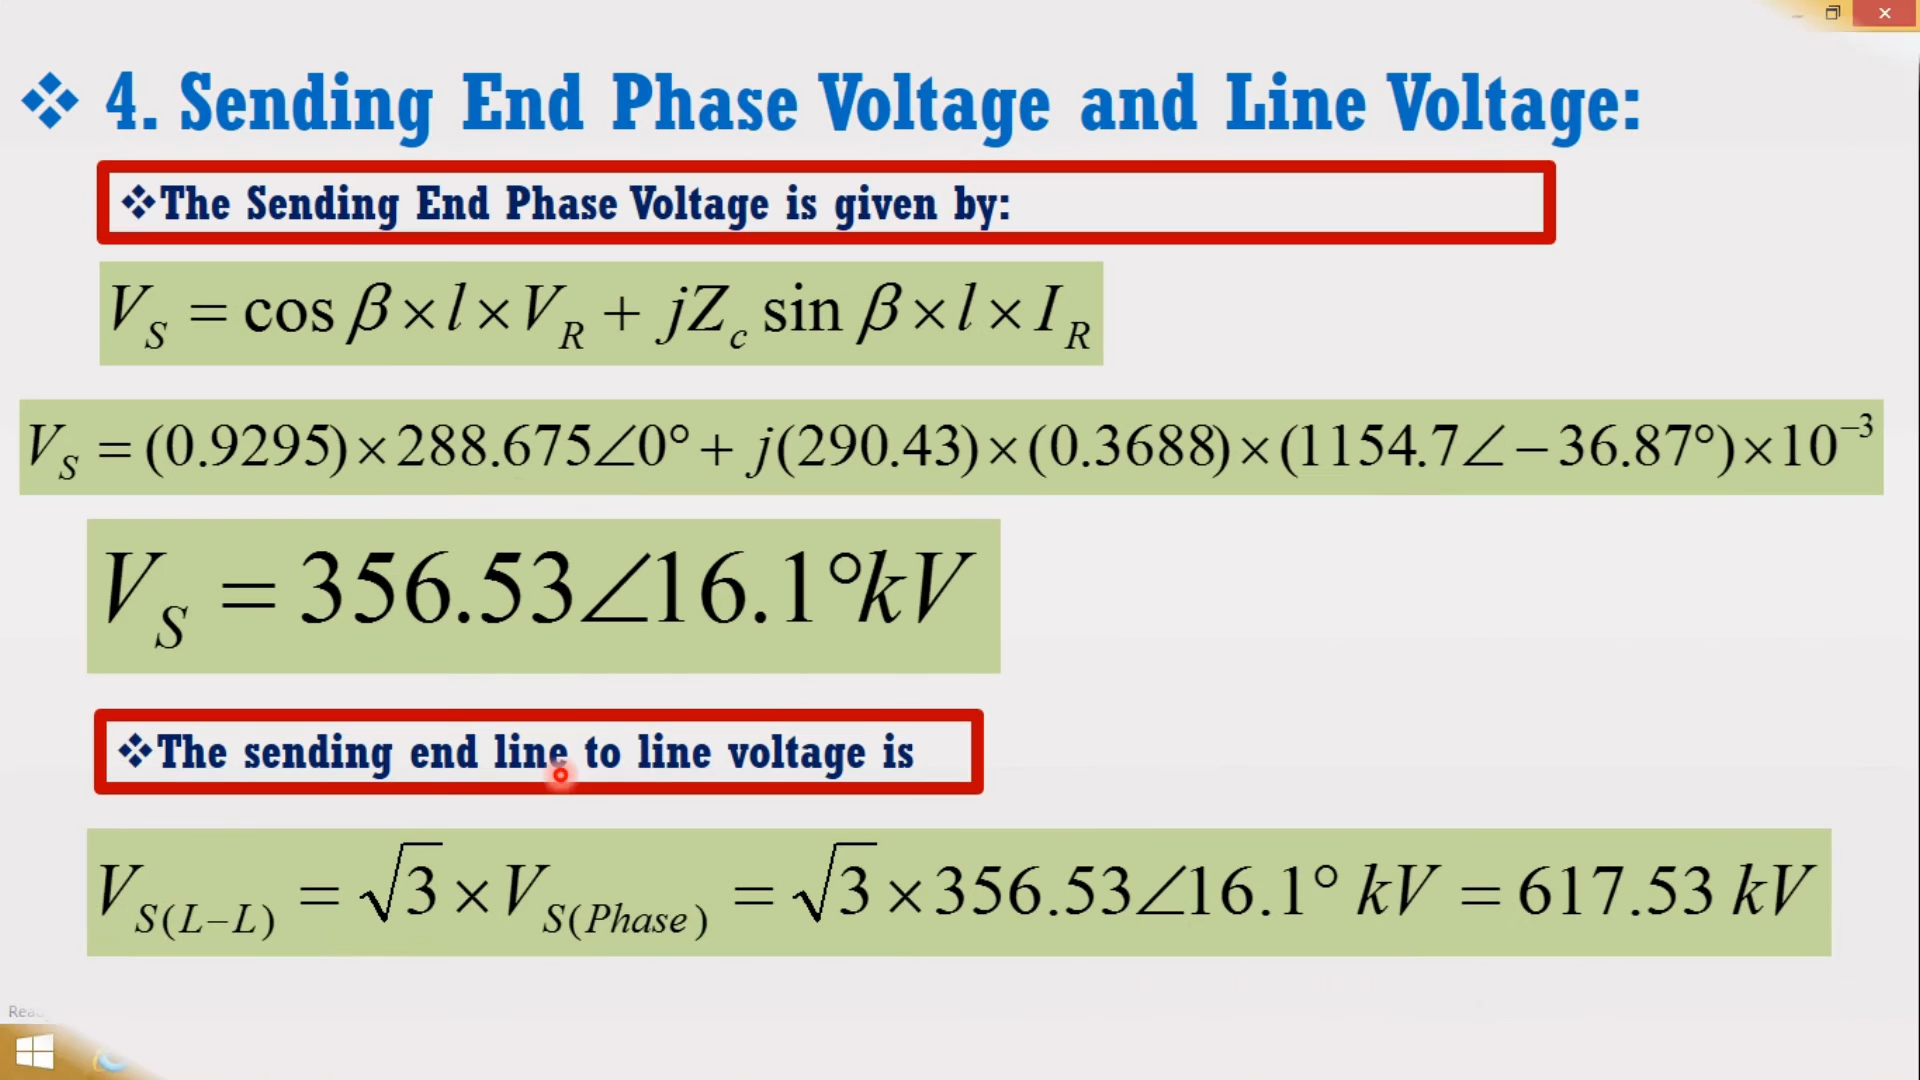 ❖ 4. Sending End Phase Voltage and Line Voltage:
❖The Sending End Phase Voltage is given by:
V_S = cos β × l × V_R + jZ_c sin β × l × I_R
V_S = (0.9295) × 288.675∠0° + j(290.43) × (0.3688) × (1154.7∠ − 36.87°) × 10^−3
V_S = 356.53∠16.1°kV
❖The sending end line to line voltage is
V_S(L−L) = √3 × V_S(Phase) = √3 × 356.53∠16.1° kV = 617.53 kV